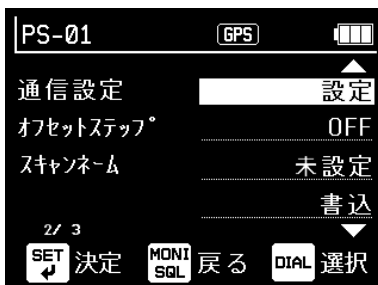 PS-01 GPS
通信設定 設定
ｵﾌｾｯﾄｽﾃｯﾌﾟ OFF
ｽｷｬﾝﾈｰﾑ 未設定
書込
2/ 3
SET 決定 MONI SQL 戻る DIAL 選択